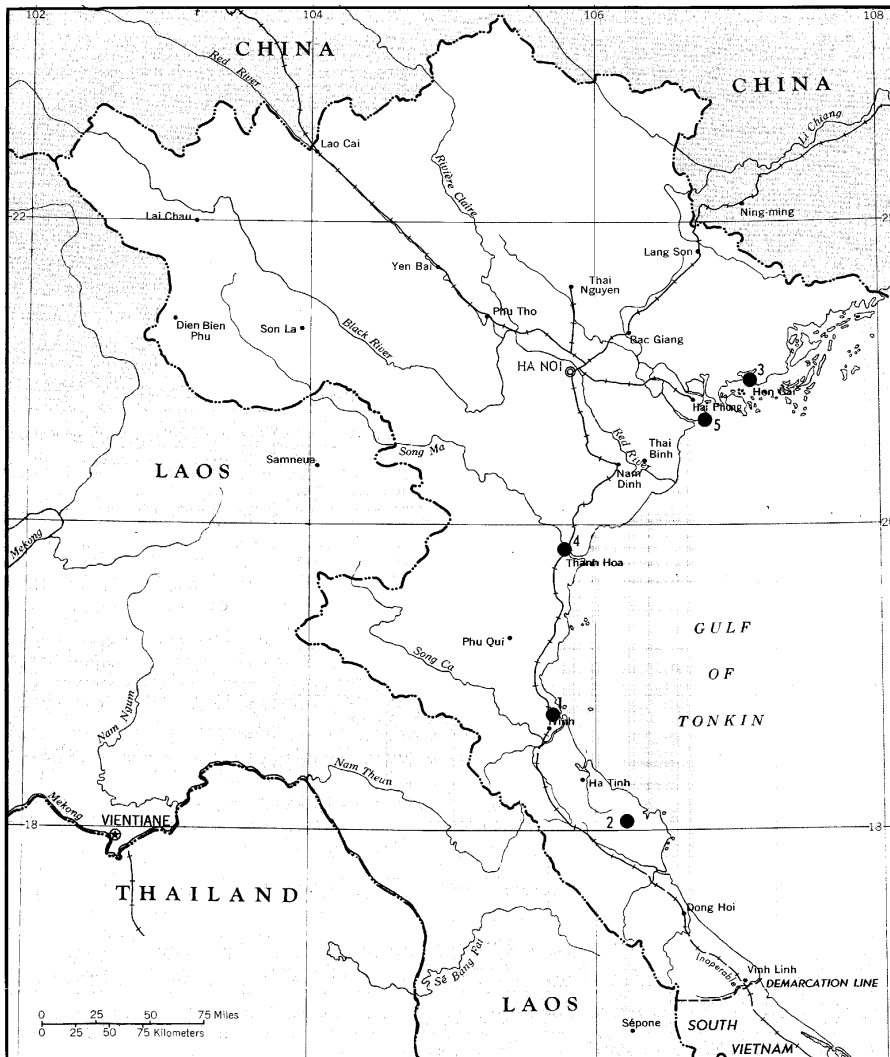 102
104
106
108
CHINA
Red River
CHINA
Li Chiang
Lao Cai
Rivière Claire
22
Lai Chau
Ning-ming
Lang Son
Yen Bai
Thai
Nguyen
Phu Tho
Dien Bien
Phu
Son La
Black River
Bac Giang
HA NOI
3
Hon Gai
Hai Phong
5
Song Ma
Red River
Thai
Binh
LAOS
Samneua
Nam
Dinh
Mekong
4
Thanh Hoa
GULF
OF
TONKIN
Phu Qui
Song Ca
Nam Ngum
1
Vinh
Nam Theun
Ha Tinh
Mekong
VIENTIANE
18
2
THAILAND
Dong Hoi
Sé Bang Fai
Inoperable
Vinh Linh
DEMARCATION LINE
LAOS
0 25 50 75 Miles
0 25 50 75 Kilometers
Sépone
SOUTH
VIETNAM